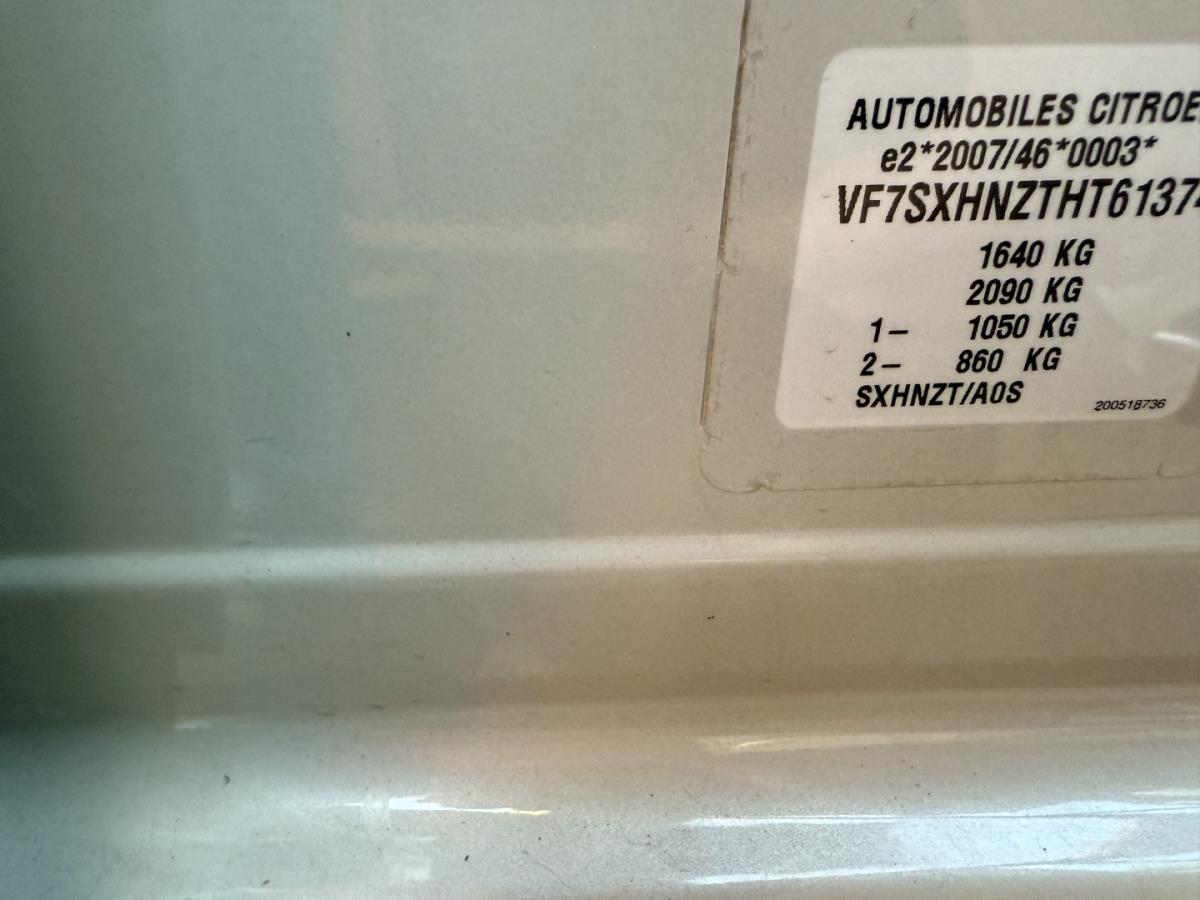 AUTOMOBILES CITROE
e2*2007/46*0003*
VF7SXHNZTHT61374
1640 KG
2090 KG
1- 1050 KG
2- 860 KG
SXHNZT/A0S
200518736